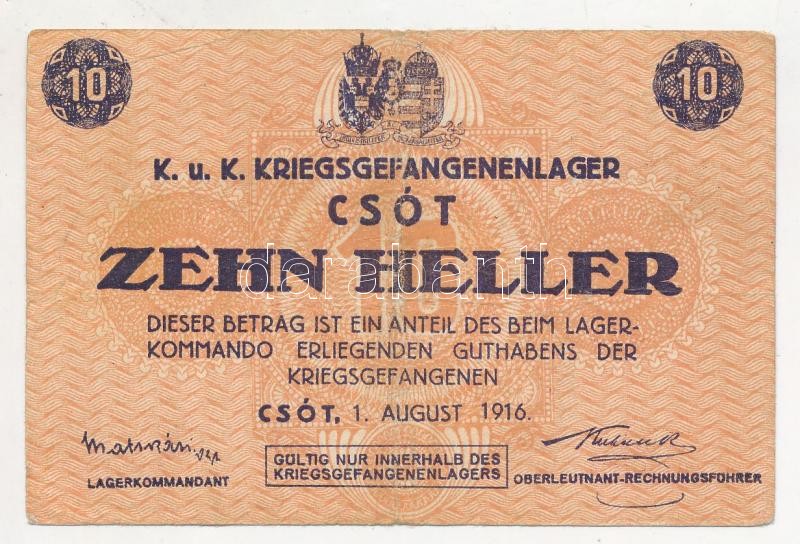 10 10
K. u. K. KRIEGSGEFANGENENLAGER
CSÓT
ZEHN HELLER
darabanth
DIESER BETRAG IST EIN ANTEIL DES BEIM LAGER-
KOMMANDO ERLIEGENDEN GUTHABENS DER
KRIEGSGEFANGENEN
CSÓT, 1. AUGUST 1916.
LAGERKOMMANDANT
GÜLTIG NUR INNERHALB DES
KRIEGSGEFANGENENLAGERS
OBERLEUTNANT-RECHNUNGSFÜHRER